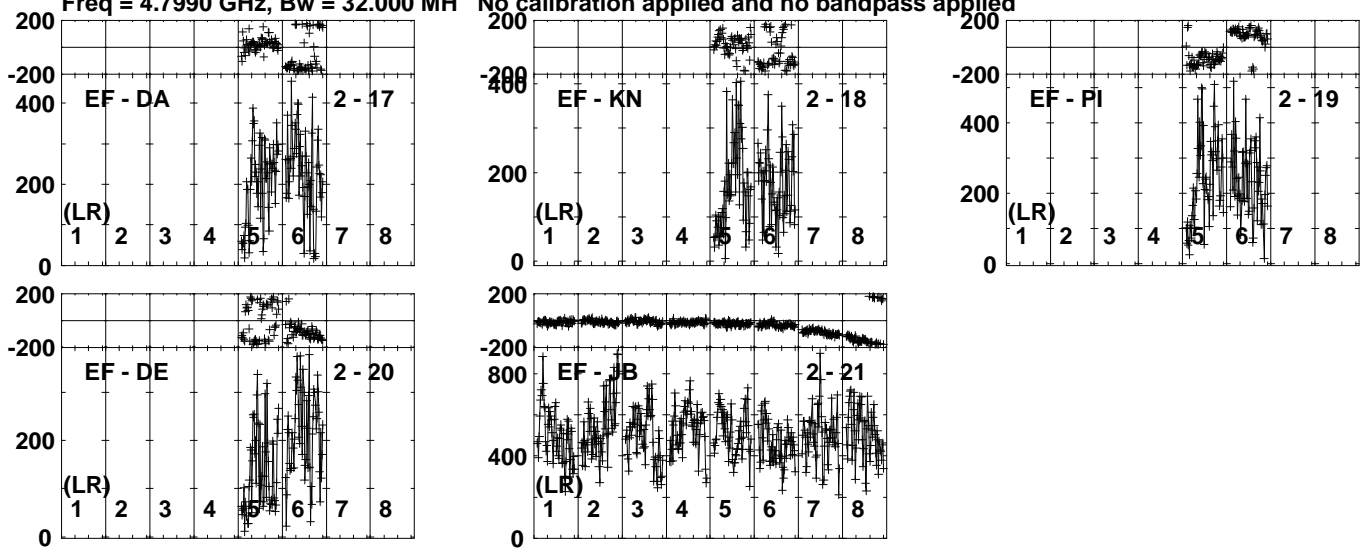 Freq = 4.7990 GHz, Bw = 32.000 MH No calibration applied and no bandpass applied
200
-200
EF - DA 2 - 17
400
200
(LR)
1 2 3 4 5 6 7 8
0
200
-200
EF - KN 2 - 18
400
200
(LR)
1 2 3 4 5 6 7 8
0
200
-200
EF - PI 2 - 19
400
200
(LR)
1 2 3 4 5 6 7 8
0
200
-200
EF - DE 2 - 20
200
(LR)
1 2 3 4 5 6 7 8
0
200
-200
EF - JB 2 - 21
800
400
(LR)
1 2 3 4 5 6 7 8
0